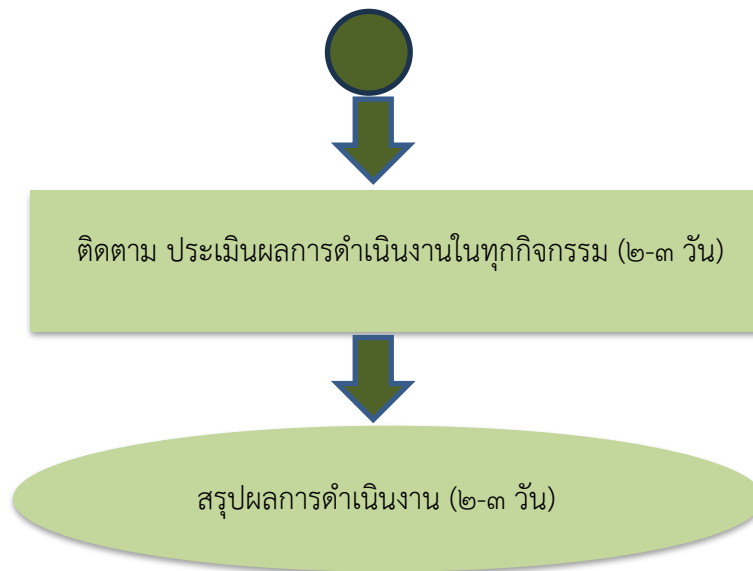 ติดตาม ประเมินผลการดำเนินงานในทุกกิจกรรม (๒-๓ วัน)
สรุปผลการดำเนินงาน (๒-๓ วัน)